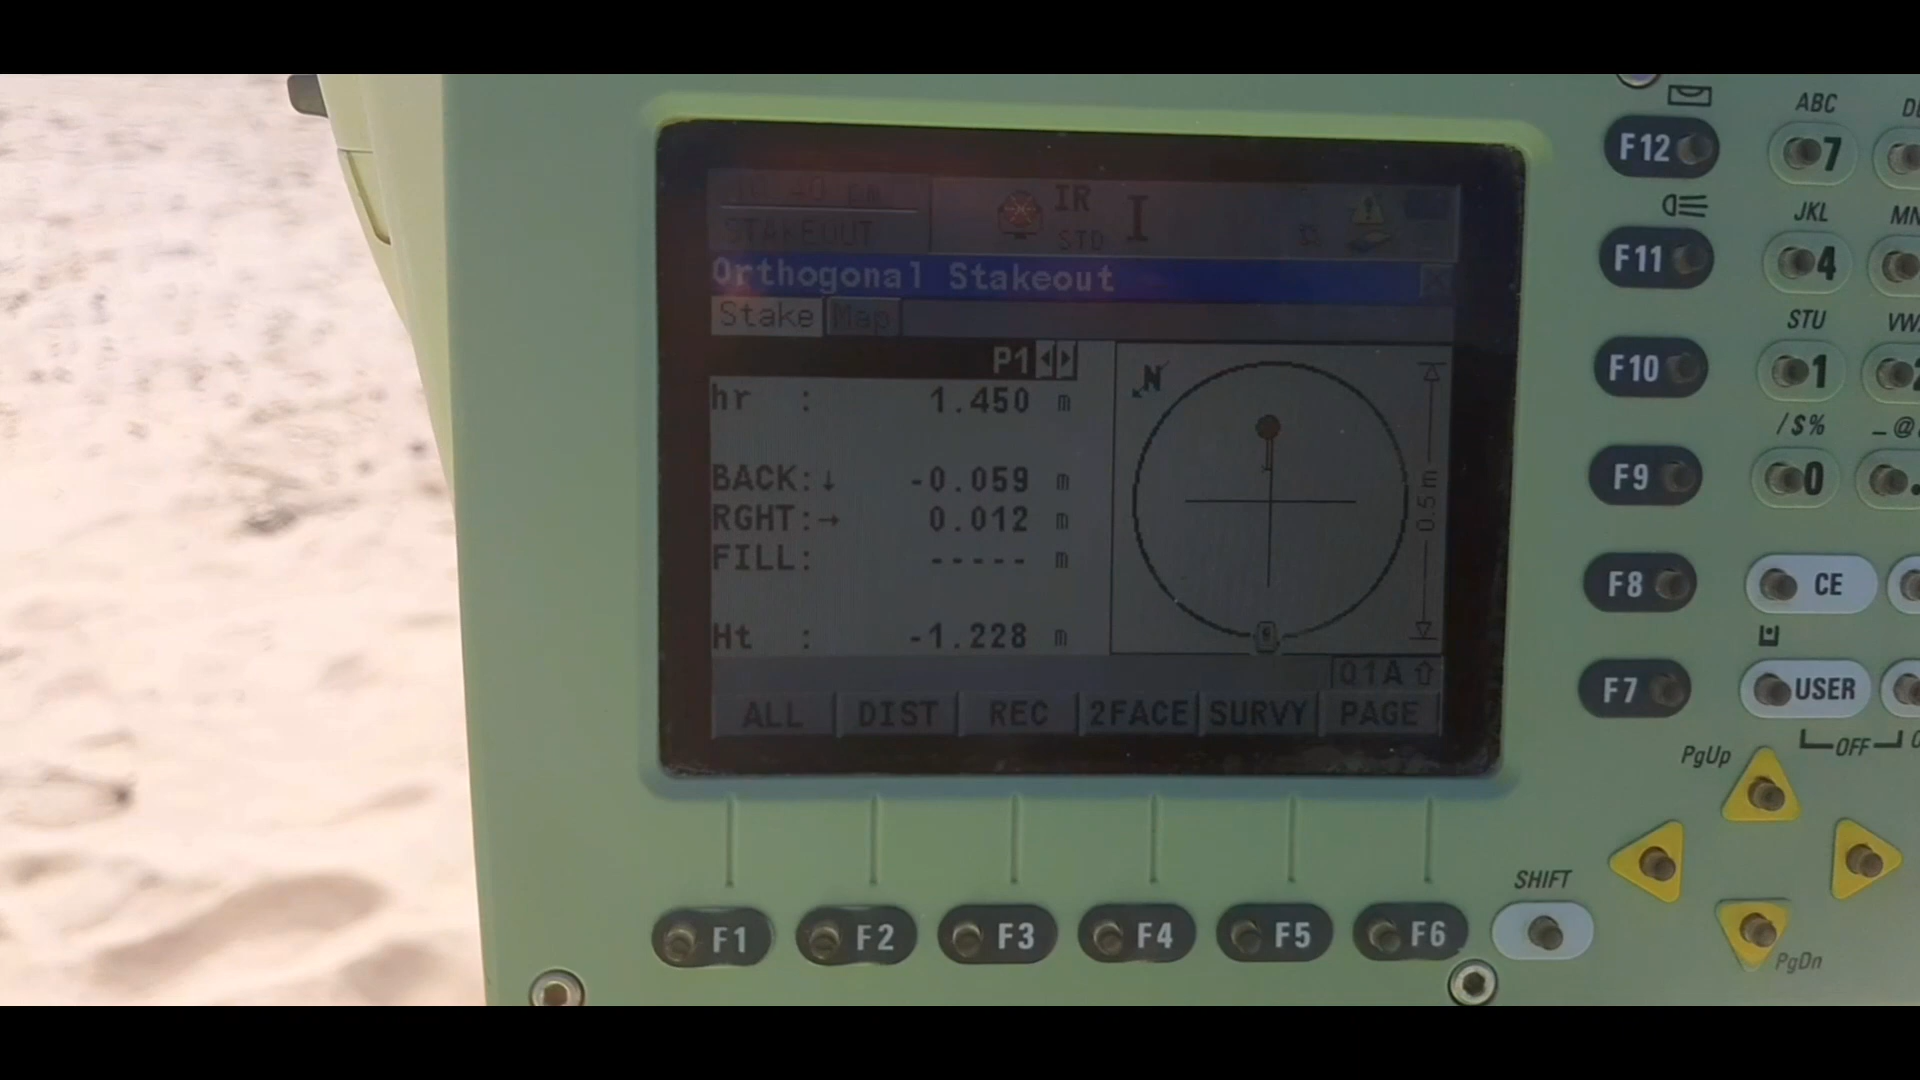 STAKEOUT
IR
STD
I
Orthogonal Stakeout
Stake Map
P1
hr : 1.450 m
BACK:↓ -0.059 m
RGHT:→ 0.012 m
FILL: ----- m
Ht : -1.228 m
N
0.5m
Q1A⇧
ALL DIST REC 2FACE SURVY PAGE
F1 F2 F3 F4 F5 F6
SHIFT
F12
F11
F10
F9
F8
F7
ABC
7
JKL
4
STU
1
/$%
0
CE
USER
OFF
PgUp
PgDn